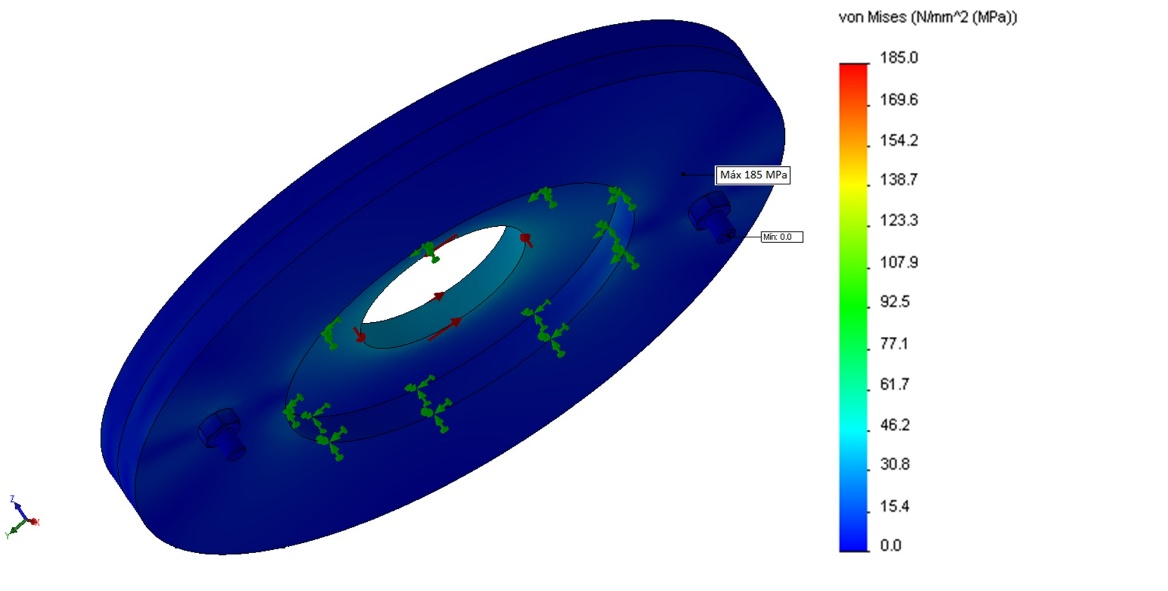 von Mises (N/mm^2 (MPa))
185.0
169.6
154.2
138.7
123.3
107.9
92.5
77.1
61.7
46.2
30.8
15.4
0.0
Máx 185 MPa
Mín: 0.0
Z
X
Y